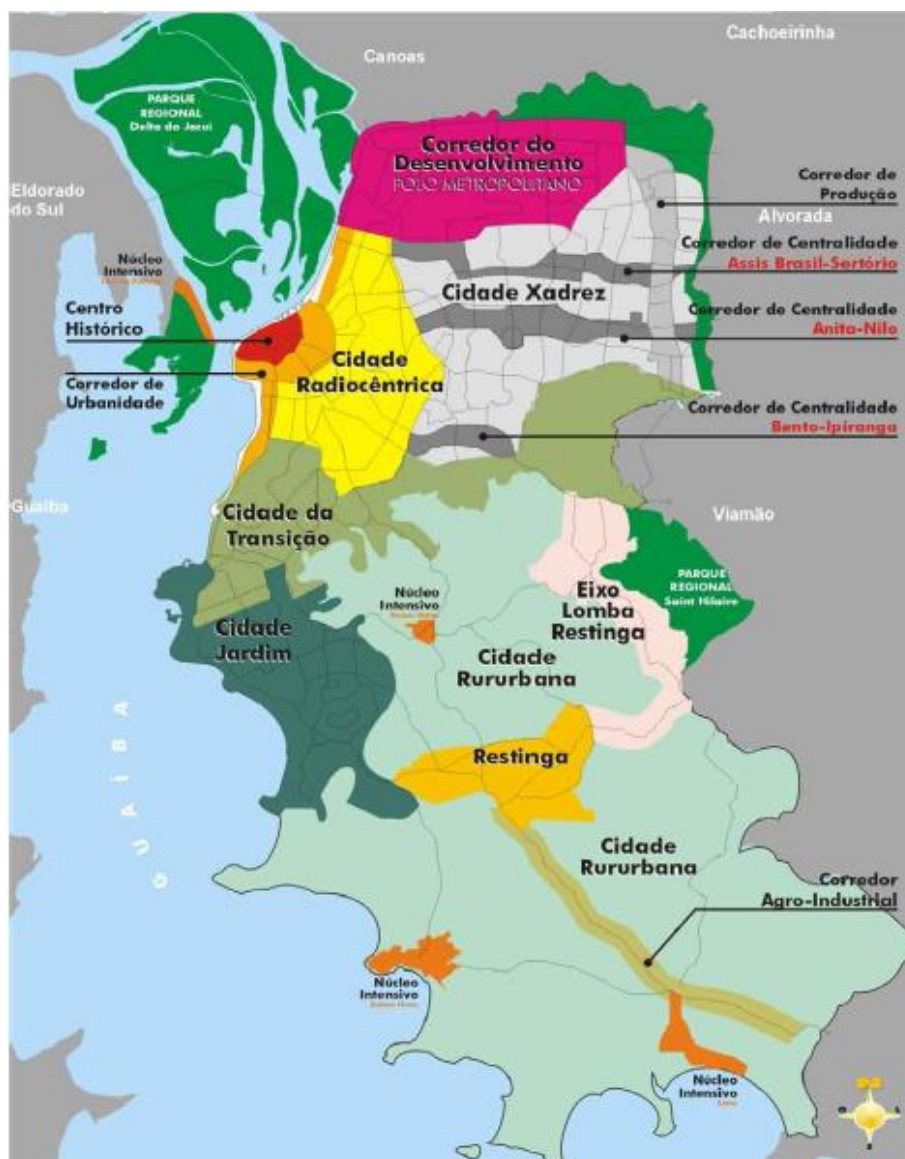 Cachoeirinha
Canoas
PARQUE
REGIONAL
Delta do Jacuí
Corredor do
Desenvolvimento
POLO METROPOLITANO
Corredor de
Produção
Eldorado
do Sul
Alvorada
Corredor de Centralidade
Assis Brasil-Sertório
Núcleo
Intensivo
Cidade Xadrez
Centro
Histórico
Corredor de Centralidade
Anita-Nilo
Cidade
Radiocêntrica
Corredor de
Urbanidade
Corredor de Centralidade
Bento-Ipiranga
Guaíba
Viamão
Cidade da
Transição
PARQUE
REGIONAL
Saint Hilaire
Eixo
Lomba
Restinga
Núcleo
Intensivo
Cidade
Jardim
Cidade
Rururbana
GUAÍBA
Restinga
Cidade
Rururbana
Corredor
Agro-Industrial
Núcleo
Intensivo
Núcleo
Intensivo
N
O
L
S